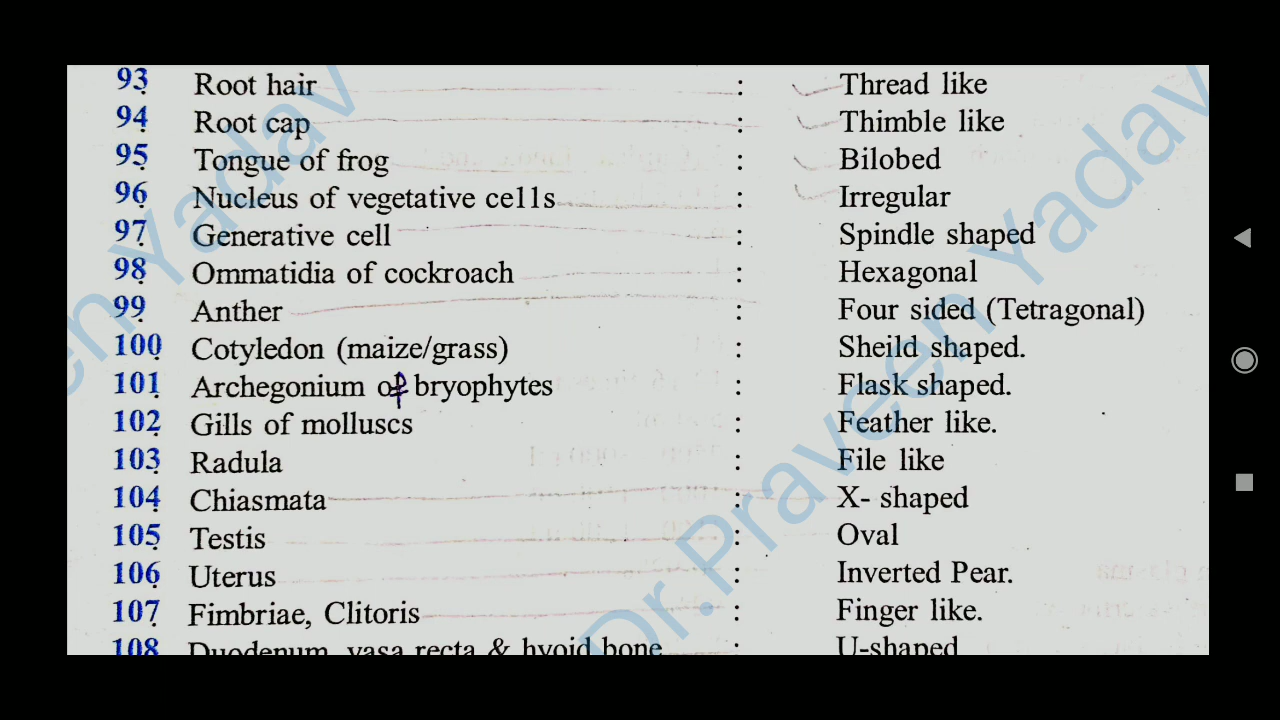 93. Root hair : Thread like
94. Root cap : Thimble like
95. Tongue of frog : Bilobed
96. Nucleus of vegetative cells : Irregular
97. Generative cell : Spindle shaped
98. Ommatidia of cockroach : Hexagonal
99. Anther : Four sided (Tetragonal)
100. Cotyledon (maize/grass) : Sheild shaped.
101. Archegonium of bryophytes : Flask shaped.
102. Gills of molluscs : Feather like.
103. Radula : File like
104. Chiasmata : X- shaped
105. Testis : Oval
106. Uterus : Inverted Pear.
107. Fimbriae, Clitoris : Finger like.
108 Duodenum, vasa recta & hyoid bone : U-shaped
en Yadav
Dr.Praveen Yadav